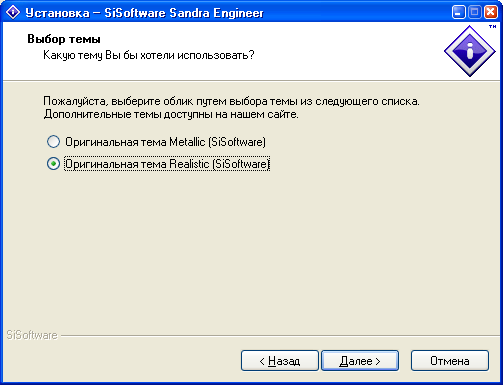 Установка – SiSoftware Sandra Engineer
TM
Выбор темы
Какую тему Вы бы хотели использовать?
Пожалуйста, выберите облик путем выбора темы из следующего списка.
Дополнительные темы доступны на нашем сайте.
Оригинальная тема Metallic (SiSoftware)
Оригинальная тема Realistic (SiSoftware)
SiSoftware
< Назад
Далее >
Отмена